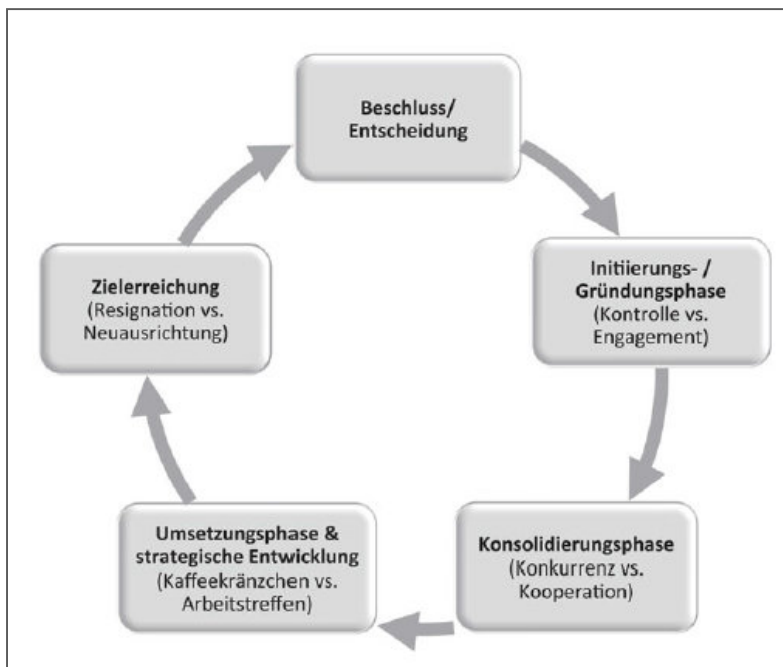 Beschluss/
Entscheidung
Initiierungs- /
Gründungsphase
(Kontrolle vs.
Engagement)
Konsolidierungsphase
(Konkurrenz vs.
Kooperation)
Umsetzungsphase &
strategische Entwicklung
(Kaffeekränzchen vs.
Arbeitstreffen)
Zielerreichung
(Resignation vs.
Neuausrichtung)